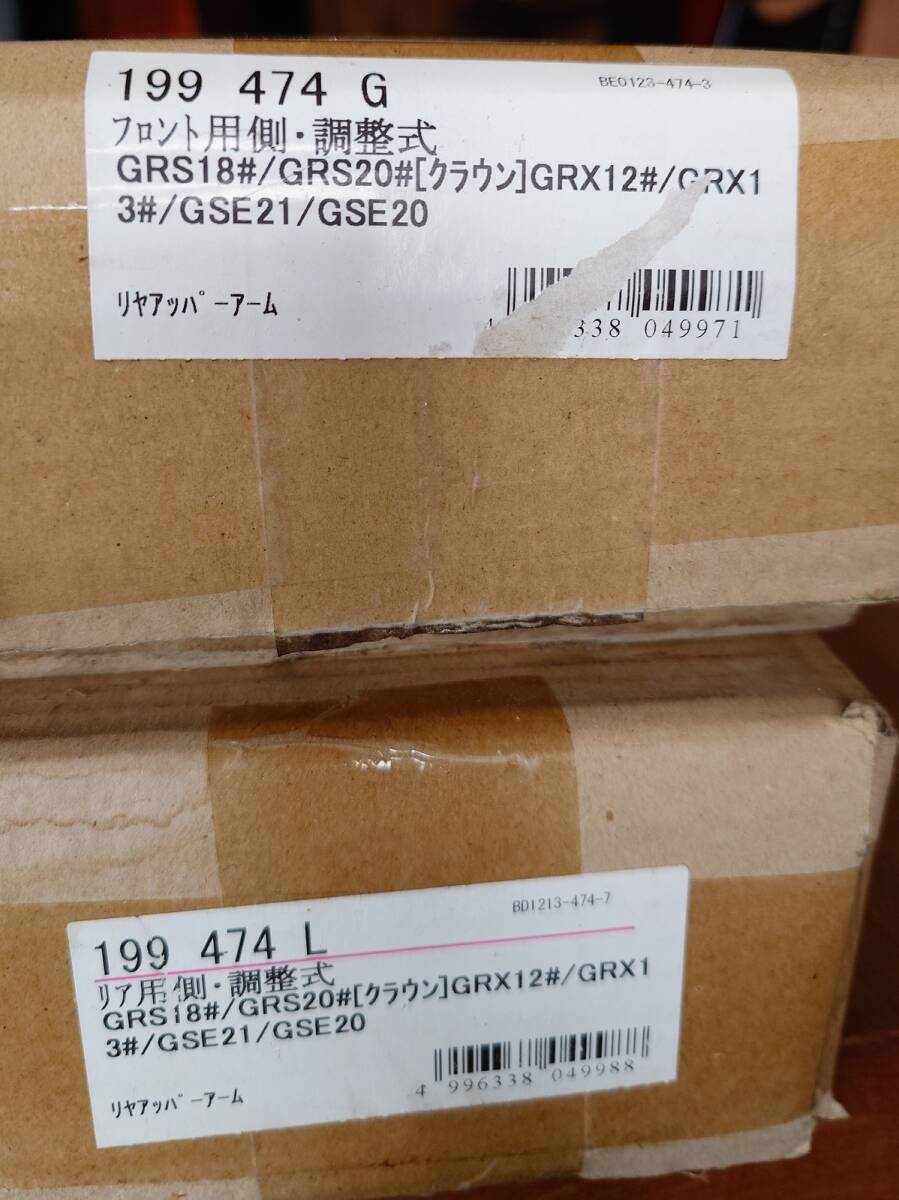 199 474 G
BE0123-474-3
ﾌﾛﾝﾄ用側・調整式
GRS18#/GRS20#[クラウン]GRX12#/GRX1
3#/GSE21/GSE20
ﾘﾔｱｯﾊﾟｰｱｰﾑ
4 338 049971
199 474 L
BD1213-474-7
ﾘｱ用側・調整式
GRS18#/GRS20#[クラウン]GRX12#/GRX1
3#/GSE21/GSE20
ﾘﾔｱｯﾊﾟｰｱｰﾑ
4 996338 049988